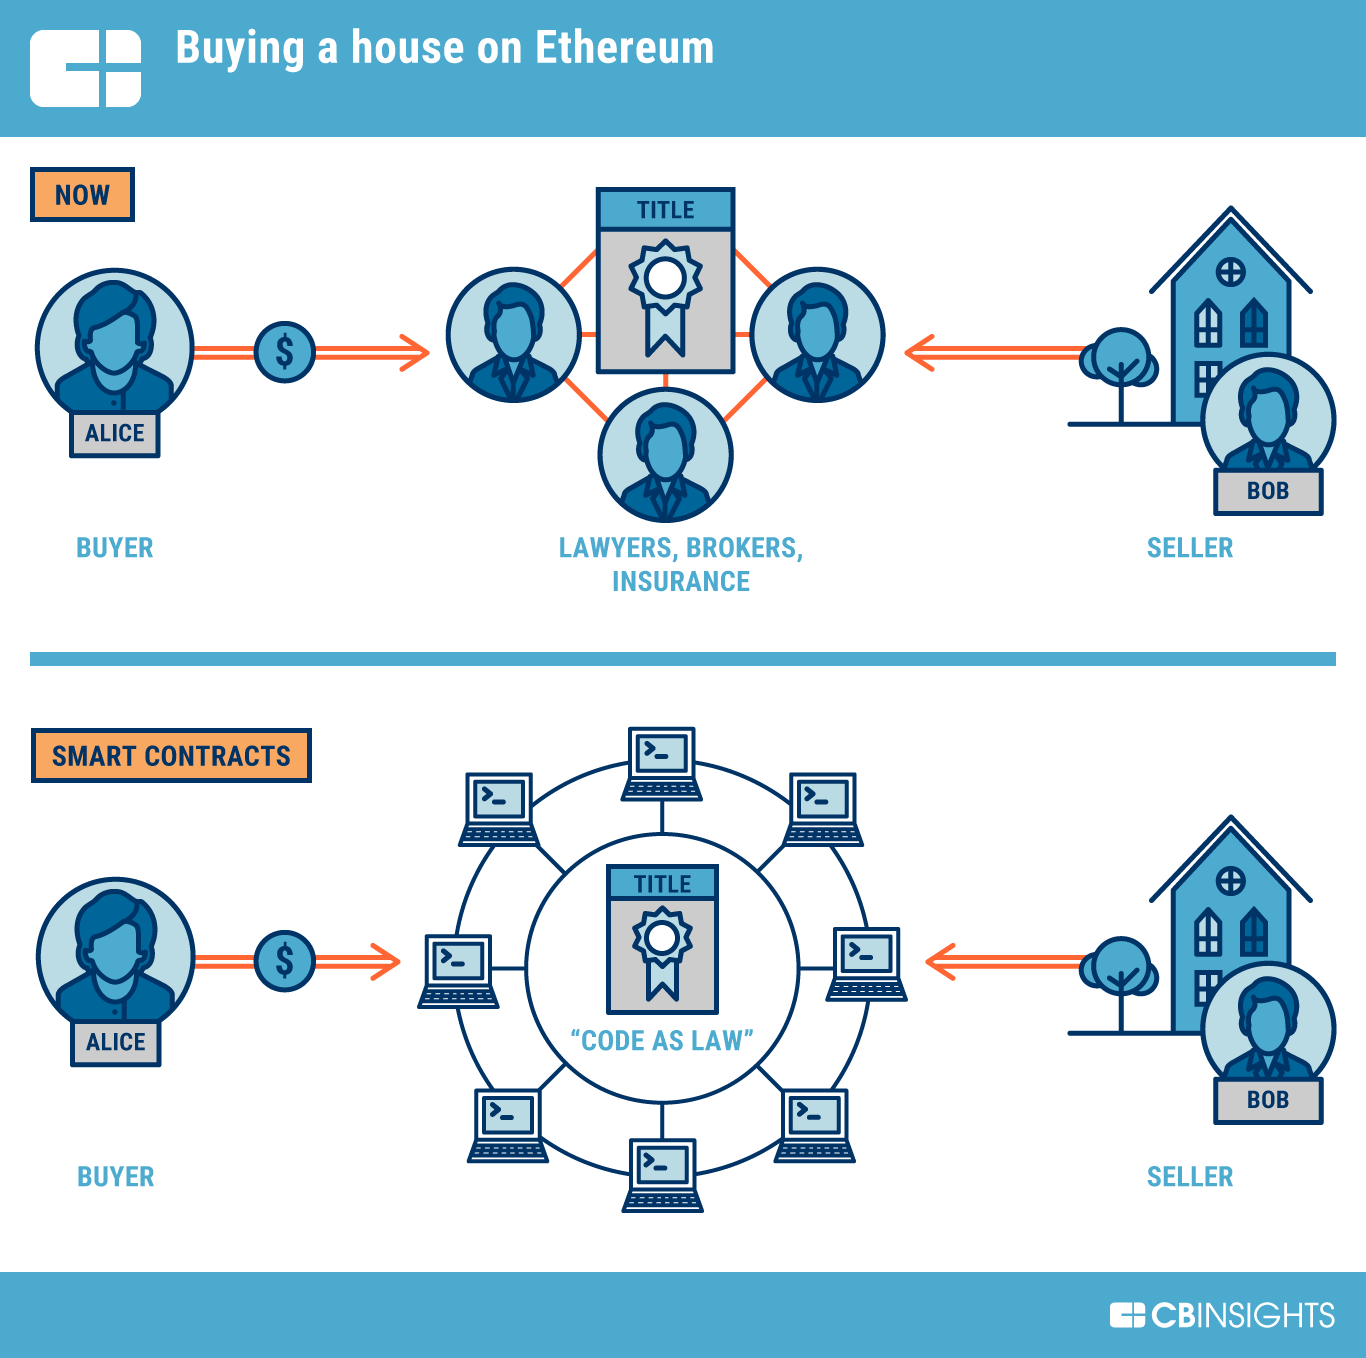 Buying a house on Ethereum
NOW
TITLE
$
ALICE
BOB
BUYER
LAWYERS, BROKERS,
INSURANCE
SELLER
SMART CONTRACTS
TITLE
$
“CODE AS LAW”
ALICE
BOB
BUYER
SELLER
CBINSIGHTS